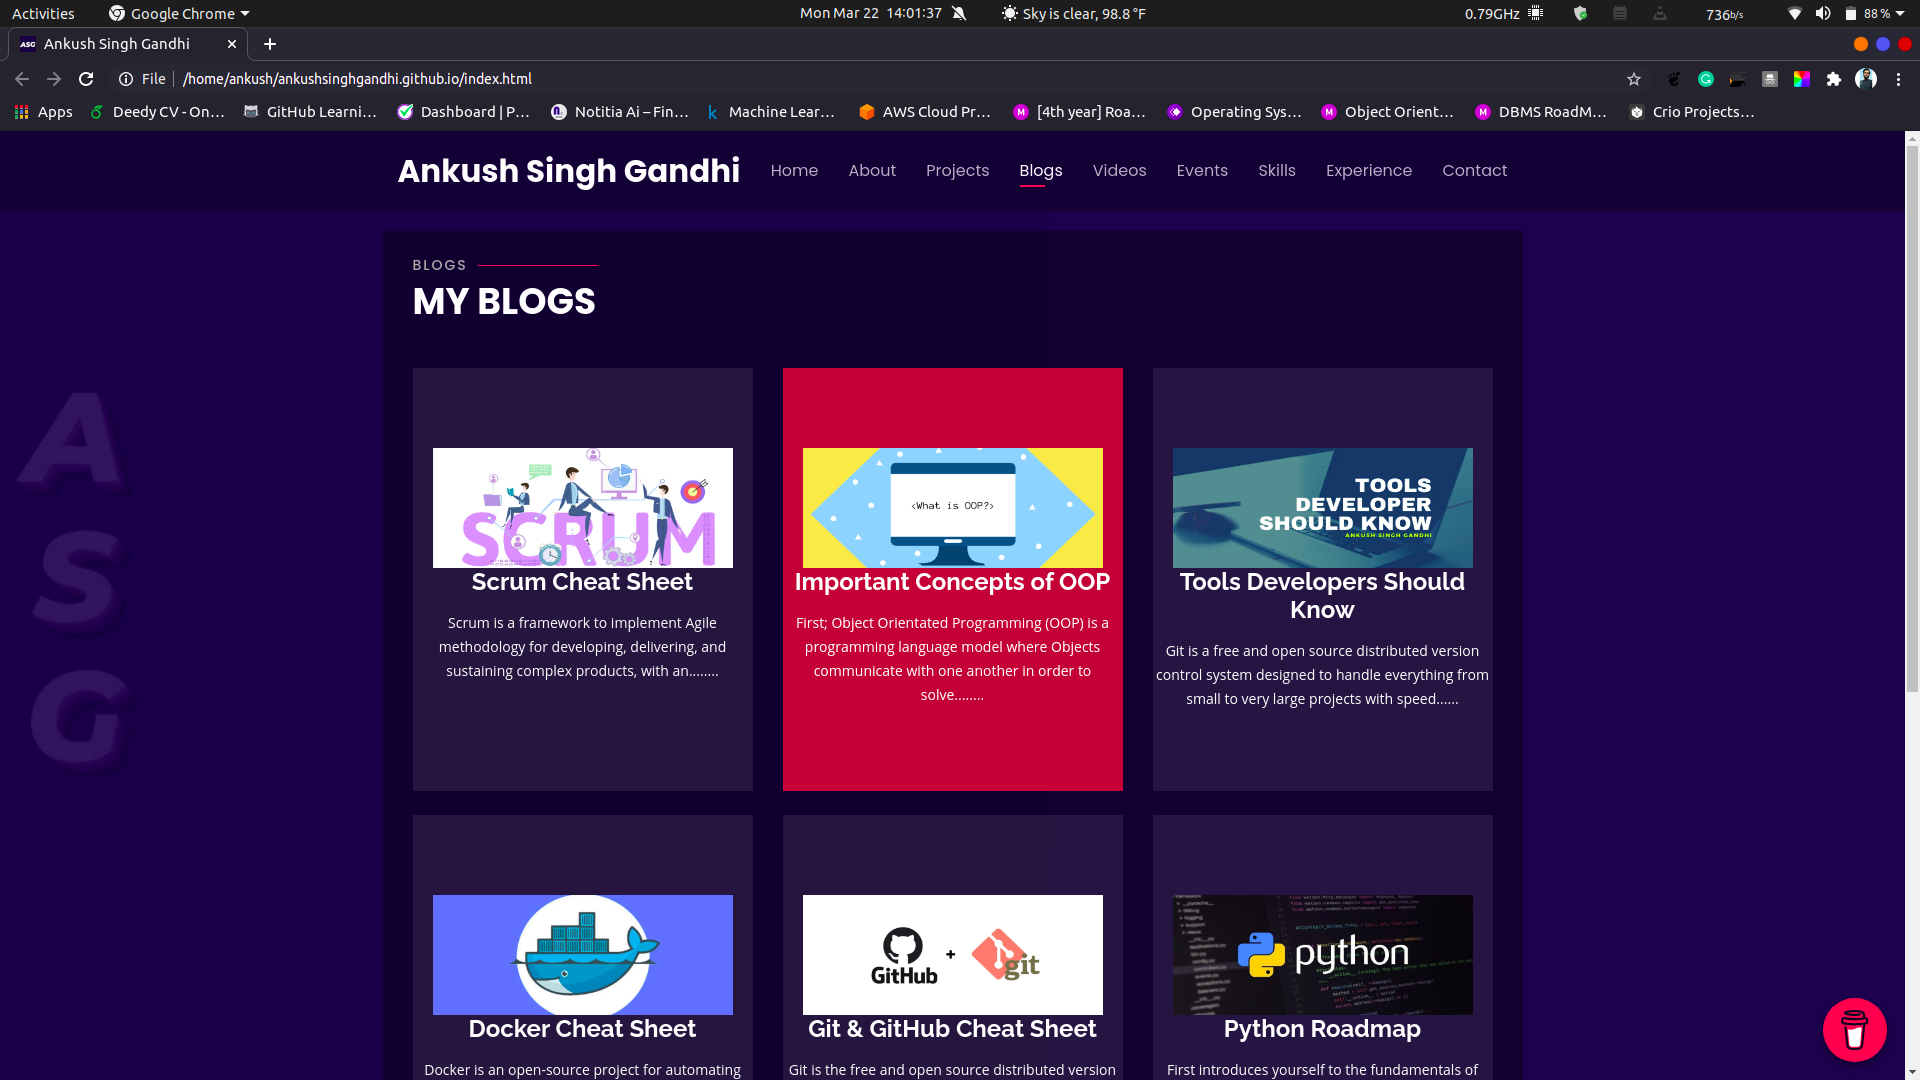 Activities
Google Chrome
Mon Mar 22 14:01:37
Sky is clear, 98.8 °F
0.79GHz
736b/s
88 %
ASG
Ankush Singh Gandhi
File
/home/ankush/ankushsinghgandhi.github.io/index.html
Apps
Deedy CV - On…
GitHub Learni…
Dashboard | P…
Notitia Ai – Fin…
Machine Lear…
AWS Cloud Pr…
[4th year] Roa…
Operating Sys…
Object Orient…
DBMS RoadM…
Crio Projects…
Ankush Singh Gandhi
Home
About
Projects
Blogs
Videos
Events
Skills
Experience
Contact
A
S
G
BLOGS
MY BLOGS
SCRUM
Scrum Cheat Sheet
Scrum is a framework to implement Agile
methodology for developing, delivering, and
sustaining complex products, with an........
<What is OOP?>
Important Concepts of OOP
First; Object Orientated Programming (OOP) is a
programming language model where Objects
communicate with one another in order to
solve........
TOOLS
DEVELOPER
SHOULD KNOW
ANKUSH SINGH GANDHI
Tools Developers Should
Know
Git is a free and open source distributed version
control system designed to handle everything from
small to very large projects with speed......
Docker Cheat Sheet
Docker is an open-source project for automating
GitHub
+
git
Git & GitHub Cheat Sheet
Git is the free and open source distributed version
python
Python Roadmap
First introduces yourself to the fundamentals of